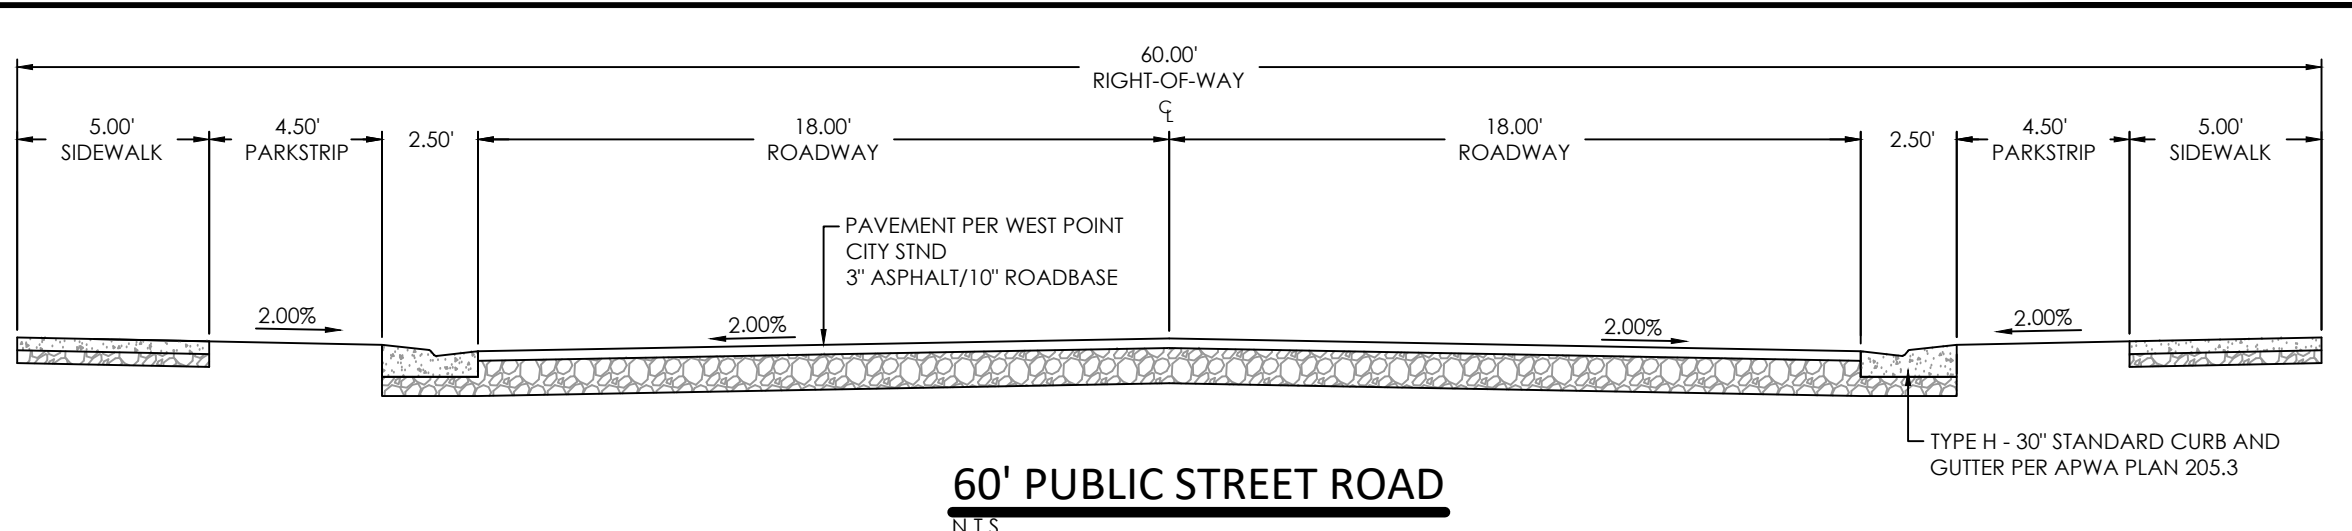 60.00'
RIGHT-OF-WAY
℄
5.00'
SIDEWALK
4.50'
PARKSTRIP
2.50'
18.00'
ROADWAY
18.00'
ROADWAY
2.50'
4.50'
PARKSTRIP
5.00'
SIDEWALK
PAVEMENT PER WEST POINT
CITY STND
3" ASPHALT/10" ROADBASE
2.00%
2.00%
2.00%
2.00%
TYPE H - 30" STANDARD CURB AND
GUTTER PER APWA PLAN 205.3
60' PUBLIC STREET ROAD
N.T.S